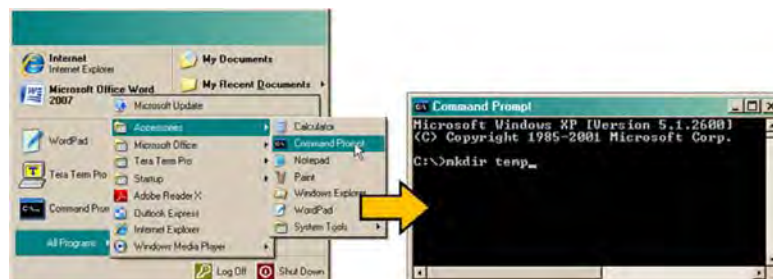 Internet
Internet Explorer
Microsoft Office Word
2007
WordPad
Tera Term Pro
Command Prom
All Programs
My Documents
My Recent Documents
Microsoft Update
Accessories
Microsoft Office
Tera Term Pro
Startup
Adobe Reader X
Outlook Express
Internet Explorer
Windows Media Player
Calculator
Command Prompt
Notepad
Paint
Windows Explorer
WordPad
System Tools
Log Off
Shut Down
Command Prompt
Microsoft Windows XP [Version 5.1.2600]
(C) Copyright 1985-2001 Microsoft Corp.
C:\>mkdir temp_